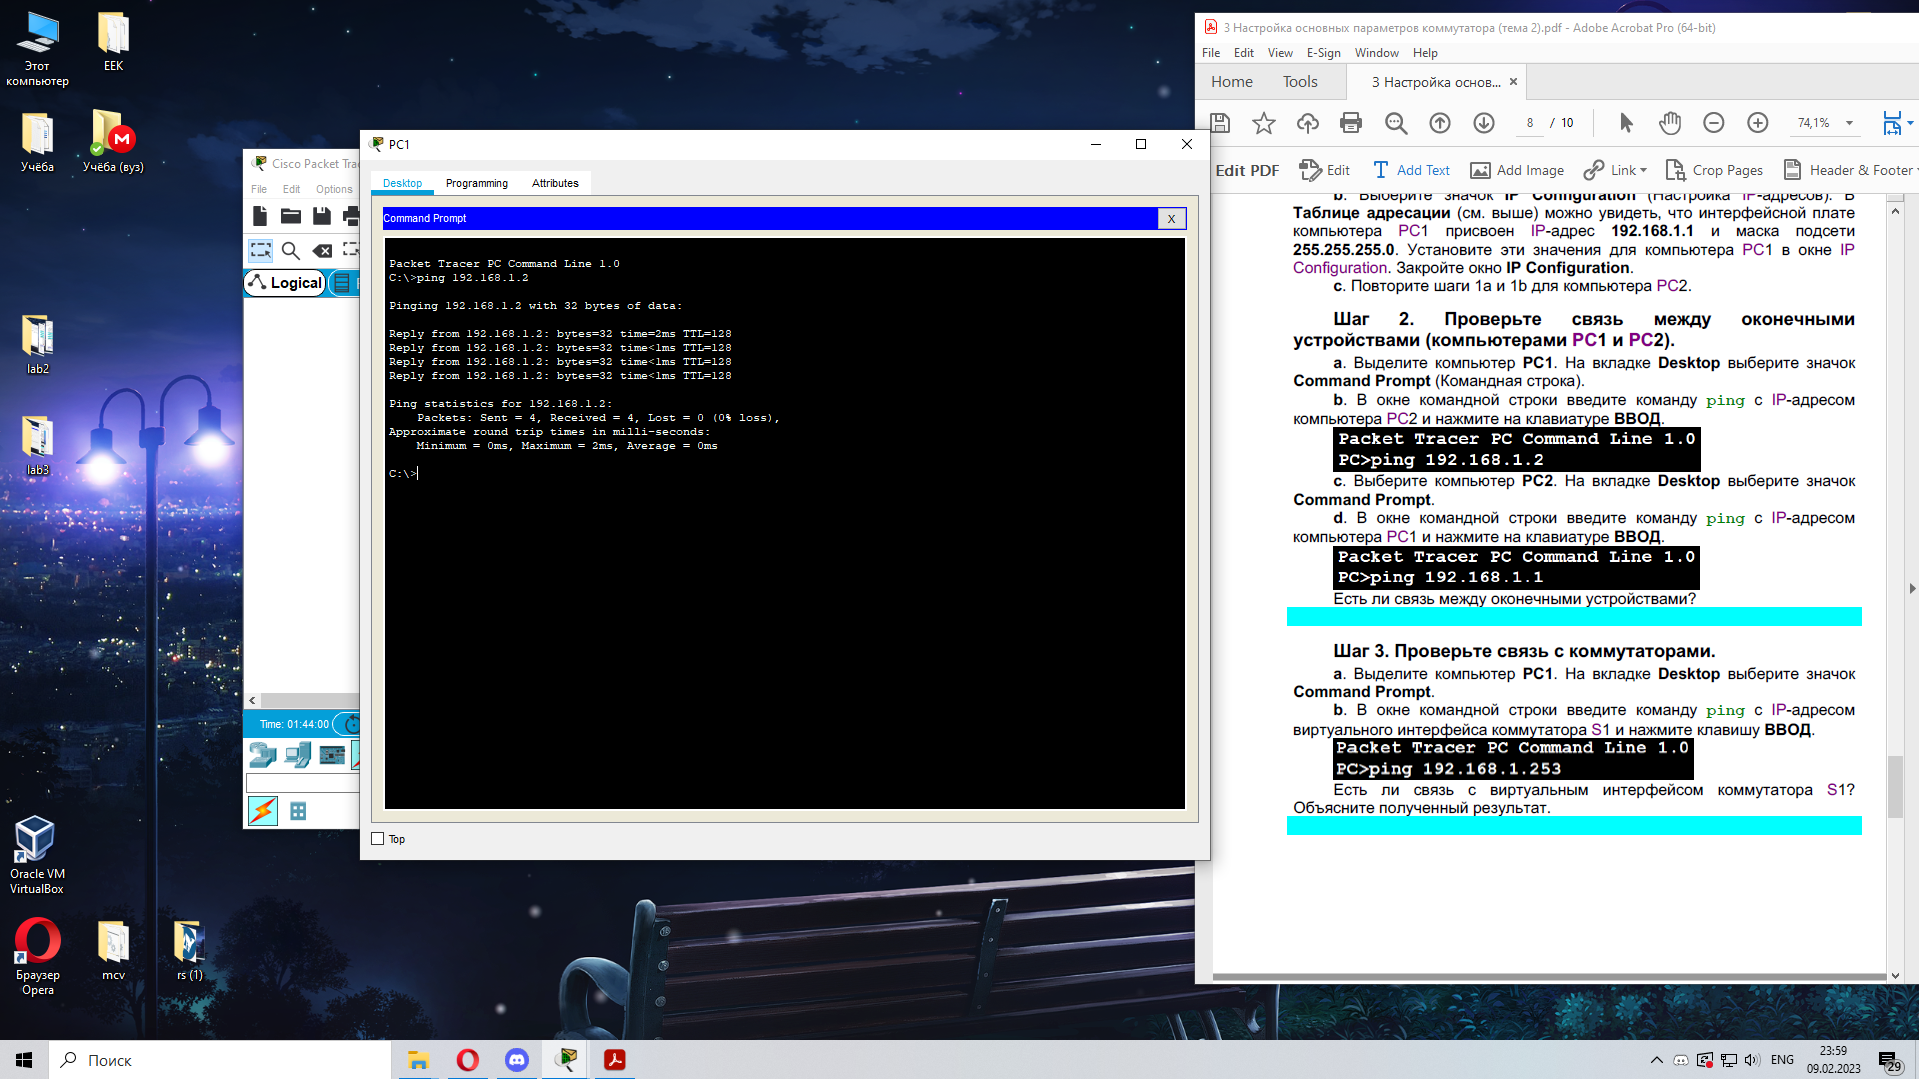 Этот
компьютер
EEK
Учёба
Учёба (вуз)
lab2
lab3
Oracle VM
VirtualBox
Браузер
Opera
mcv
rs (1)
Cisco Packet Trac
File Edit Options
Logical
Time: 01:44:00
PC1
Desktop Programming Attributes
Command Prompt
X
Packet Tracer PC Command Line 1.0
C:\>ping 192.168.1.2
Pinging 192.168.1.2 with 32 bytes of data:
Reply from 192.168.1.2: bytes=32 time=2ms TTL=128
Reply from 192.168.1.2: bytes=32 time<1ms TTL=128
Reply from 192.168.1.2: bytes=32 time<1ms TTL=128
Reply from 192.168.1.2: bytes=32 time<1ms TTL=128
Ping statistics for 192.168.1.2:
Packets: Sent = 4, Received = 4, Lost = 0 (0% loss),
Approximate round trip times in milli-seconds:
Minimum = 0ms, Maximum = 2ms, Average = 0ms
C:\>
Top
3 Настройка основных параметров коммутатора (тема 2).pdf - Adobe Acrobat Pro (64-bit)
File Edit View E-Sign Window Help
Home Tools 3 Настройка основ... ×
8 / 10 74,1%
Edit PDF Edit Add Text Add Image Link Crop Pages Header & Footer
b. Выберите значок IP Configuration (Настройка IP-адресов). В
Таблице адресации (см. выше) можно увидеть, что интерфейсной плате
компьютера PC1 присвоен IP-адрес 192.168.1.1 и маска подсети
255.255.255.0. Установите эти значения для компьютера PC1 в окне IP
Configuration. Закройте окно IP Configuration.
c. Повторите шаги 1a и 1b для компьютера PC2.
Шаг 2. Проверьте связь между оконечными
устройствами (компьютерами PC1 и PC2).
a. Выделите компьютер PC1. На вкладке Desktop выберите значок
Command Prompt (Командная строка).
b. В окне командной строки введите команду ping с IP-адресом
компьютера PC2 и нажмите на клавиатуре ВВОД.
Packet Tracer PC Command Line 1.0
PC>ping 192.168.1.2
c. Выберите компьютер PC2. На вкладке Desktop выберите значок
Command Prompt.
d. В окне командной строки введите команду ping с IP-адресом
компьютера PC1 и нажмите на клавиатуре ВВОД.
Packet Tracer PC Command Line 1.0
PC>ping 192.168.1.1
Есть ли связь между оконечными устройствами?
Шаг 3. Проверьте связь с коммутаторами.
a. Выделите компьютер PC1. На вкладке Desktop выберите значок
Command Prompt.
b. В окне командной строки введите команду ping с IP-адресом
виртуального интерфейса коммутатора S1 и нажмите клавишу ВВОД.
Packet Tracer PC Command Line 1.0
PC>ping 192.168.1.253
Есть ли связь с виртуальным интерфейсом коммутатора S1?
Объясните полученный результат.
Поиск
ENG
23:59
09.02.2023
29